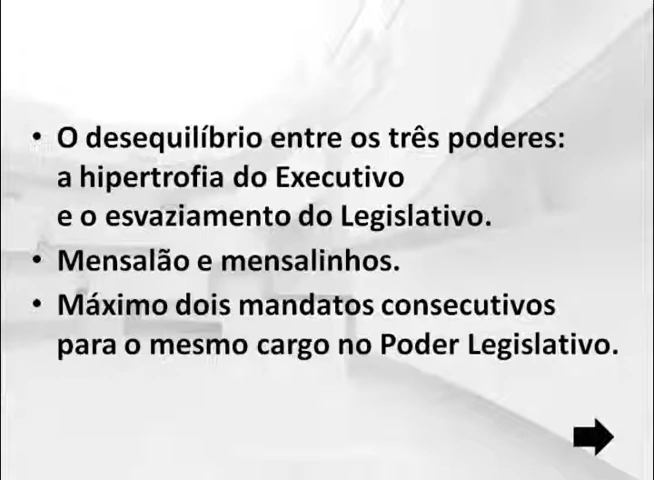 • O desequilíbrio entre os três poderes:
a hipertrofia do Executivo
e o esvaziamento do Legislativo.
• Mensalão e mensalinhos.
• Máximo dois mandatos consecutivos
para o mesmo cargo no Poder Legislativo.